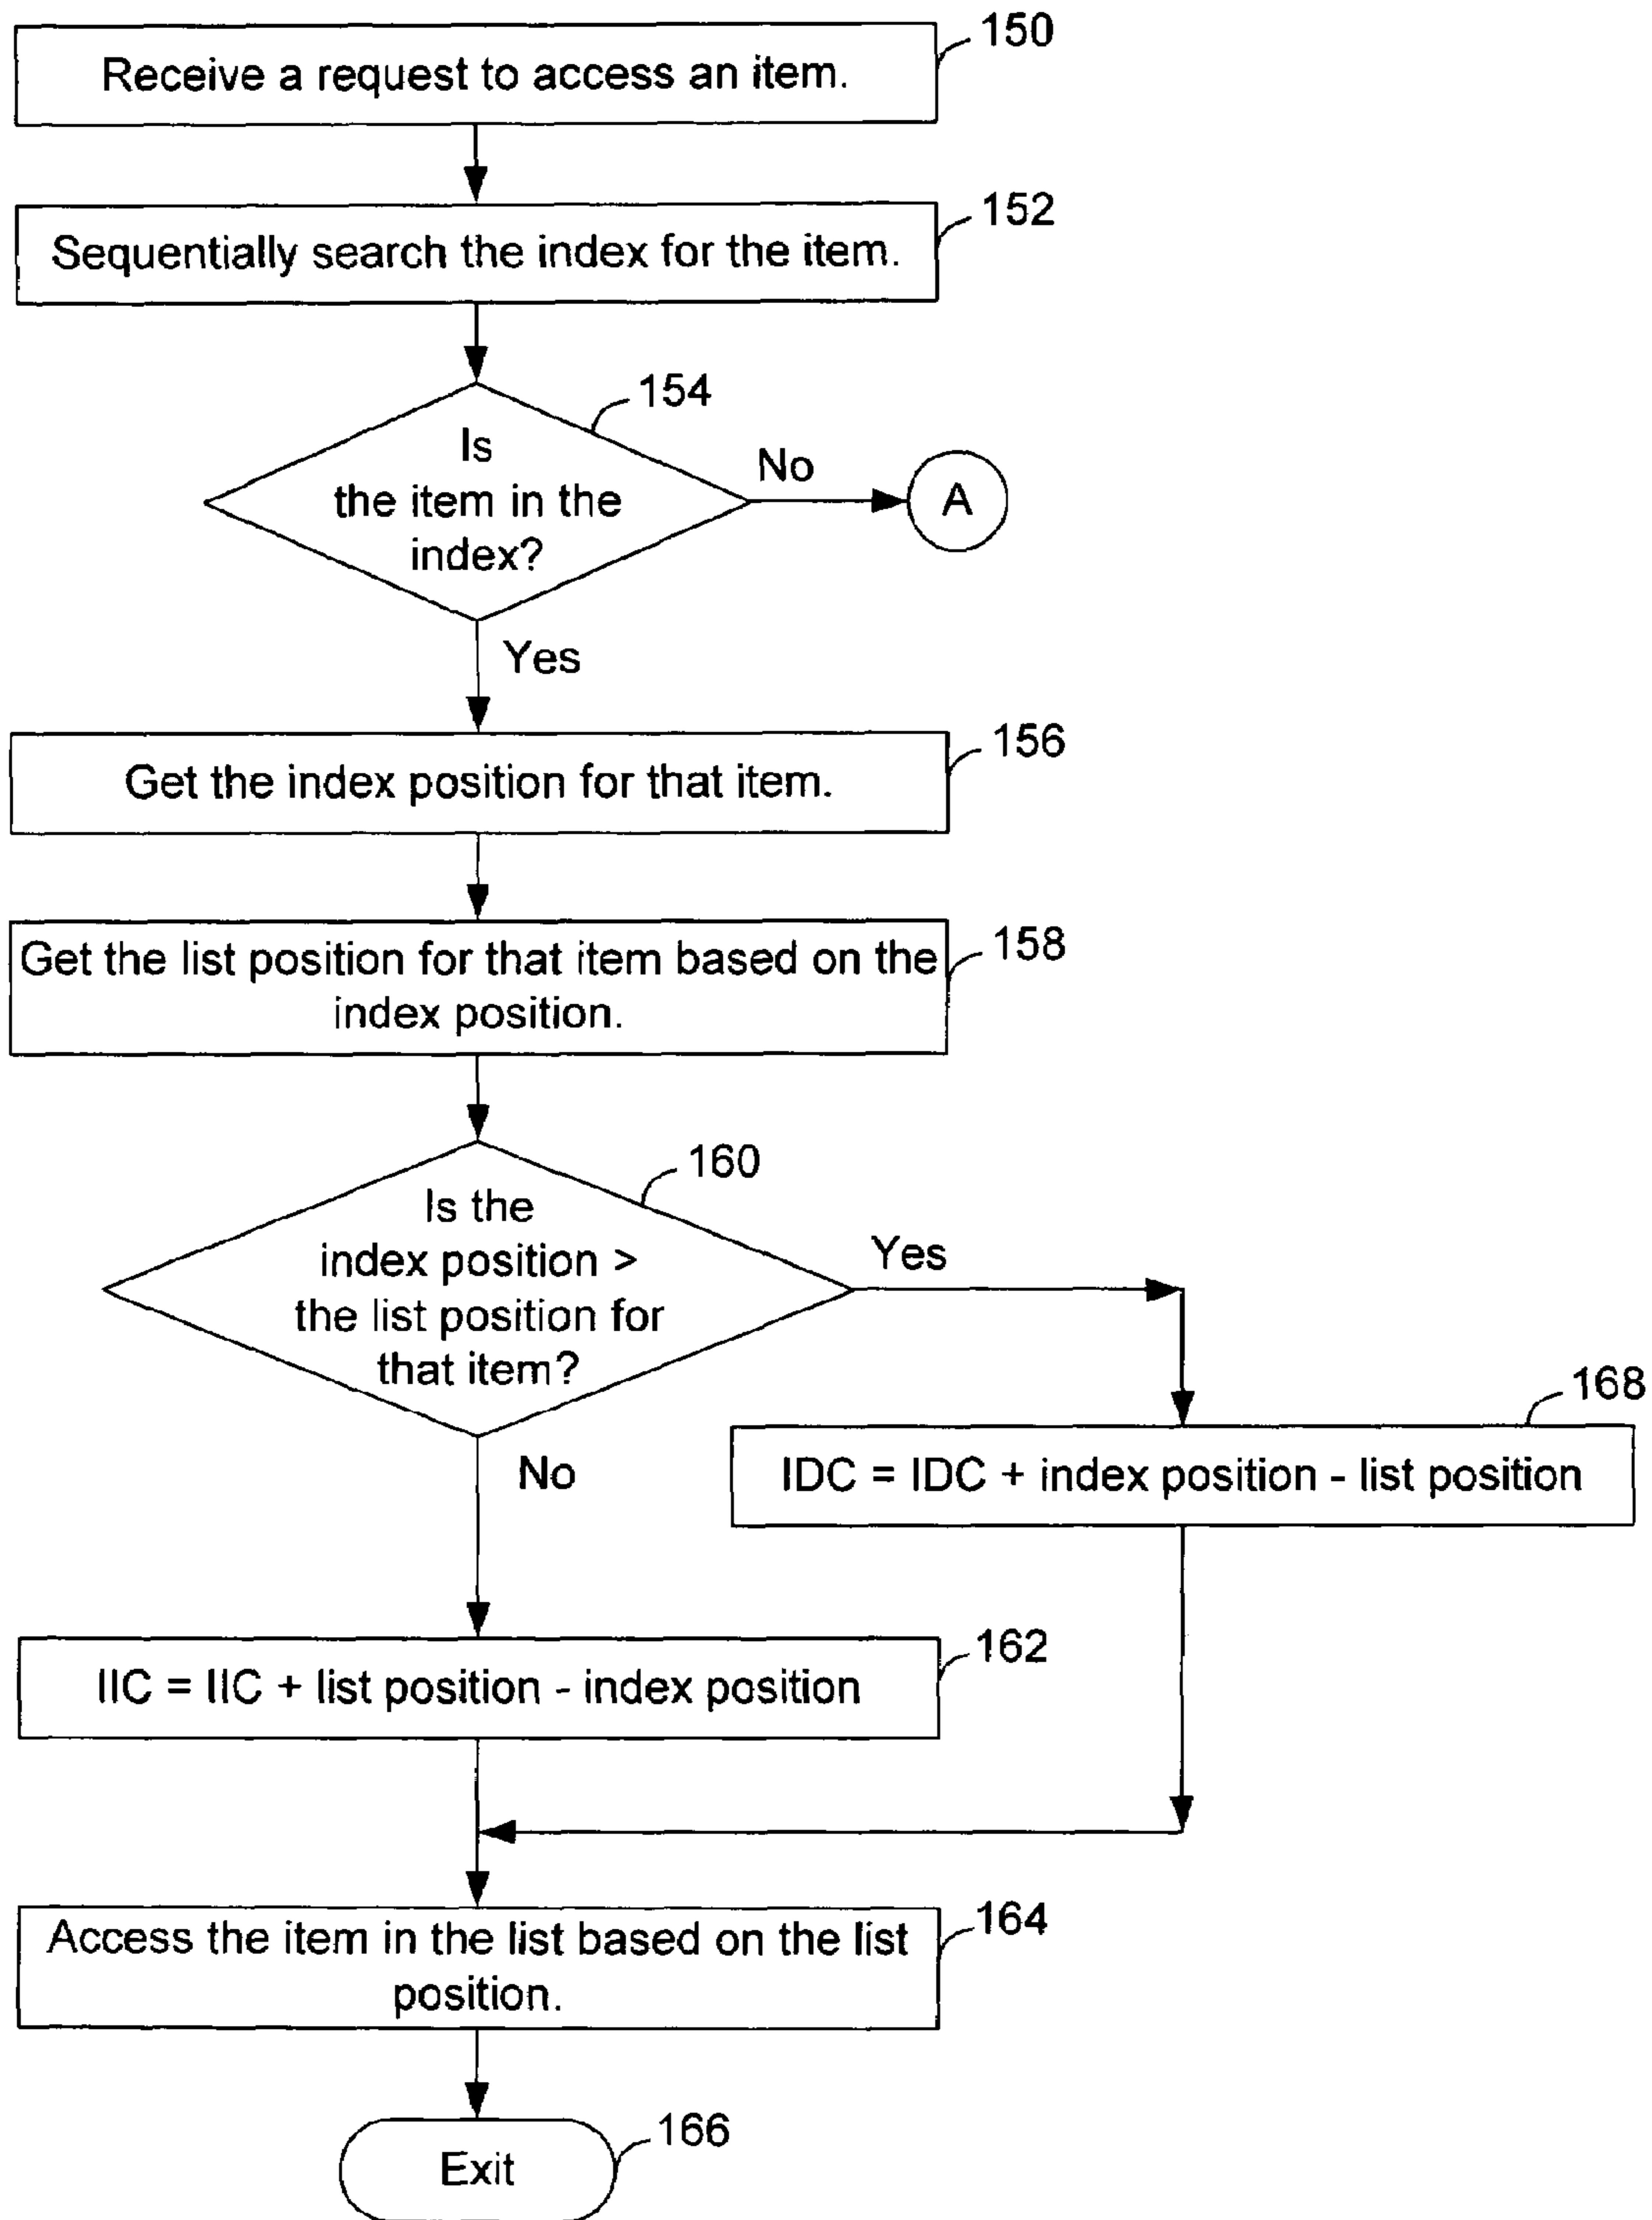 150
Receive a request to access an item.
152
Sequentially search the index for the item.
154
Is
the item in the
index?
No
A
Yes
156
Get the index position for that item.
158
Get the list position for that item based on the
index position.
160
Is the
index position >
the list position for
that item?
Yes
No
168
IDC = IDC + index position - list position
162
IIC = IIC + list position - index position
164
Access the item in the list based on the list
position.
166
Exit